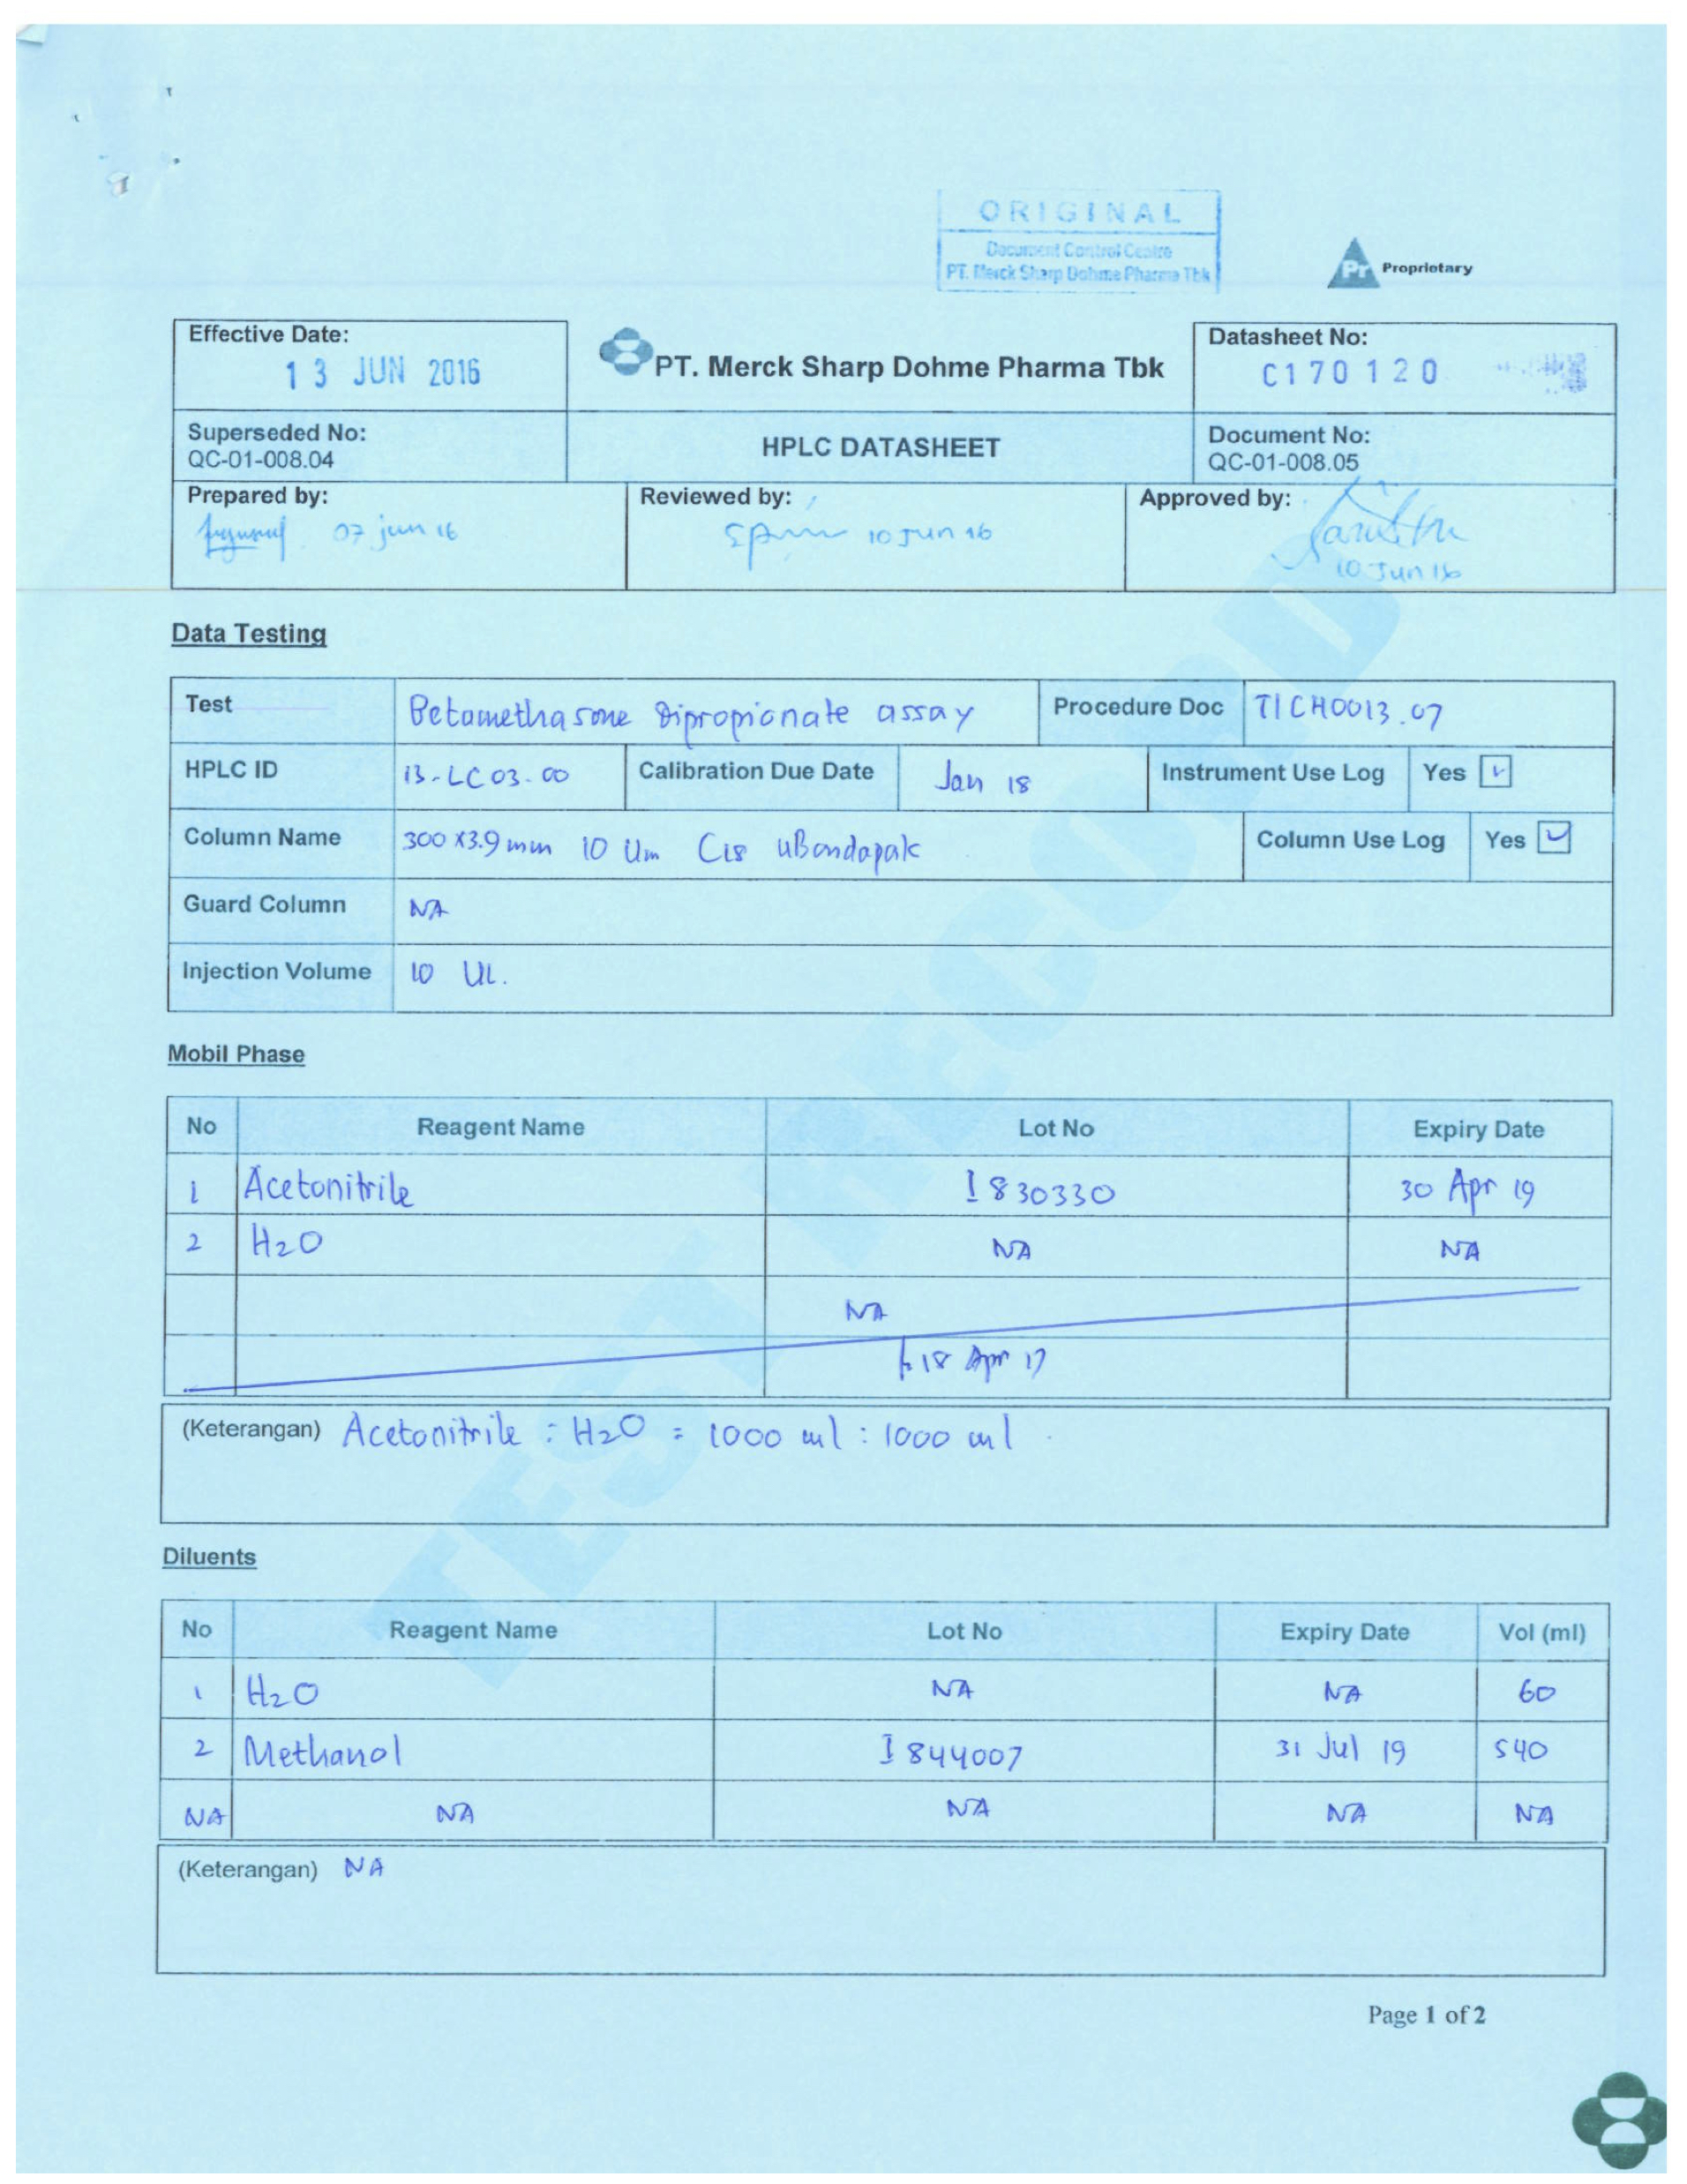 ORIGINAL
Document Control Centre
PT. Merck Sharp Dohme Pharma Tbk
Pr Proprietary
Effective Date:
13 JUN 2016
PT. Merck Sharp Dohme Pharma Tbk
Datasheet No:
C170120
Superseded No:
QC-01-008.04
HPLC DATASHEET
Document No:
QC-01-008.05
Prepared by:
07 jun 16
Reviewed by:
10 Jun 16
Approved by:
10 Jun 16
Data Testing
Test Betamethasone Dipropionate assay Procedure Doc TICH0013.07
HPLC ID 13-LC03-00 Calibration Due Date Jan 18 Instrument Use Log Yes
Column Name 300 x3.9 mm 10 Um C18 uBondapak Column Use Log Yes
Guard Column NA
Injection Volume 10 UL.
Mobil Phase
No Reagent Name Lot No Expiry Date
1 Acetonitrile I 830330 30 Apr 19
2 H2O NA NA
NA
18 Apr 17
(Keterangan) Acetonitrile : H2O = 1000 ml : 1000 ml
Diluents
No Reagent Name Lot No Expiry Date Vol (ml)
1 H2O NA NA 60
2 Methanol I 844007 31 Jul 19 540
NA NA NA NA NA
(Keterangan) NA
TEST RECORD
Page 1 of 2